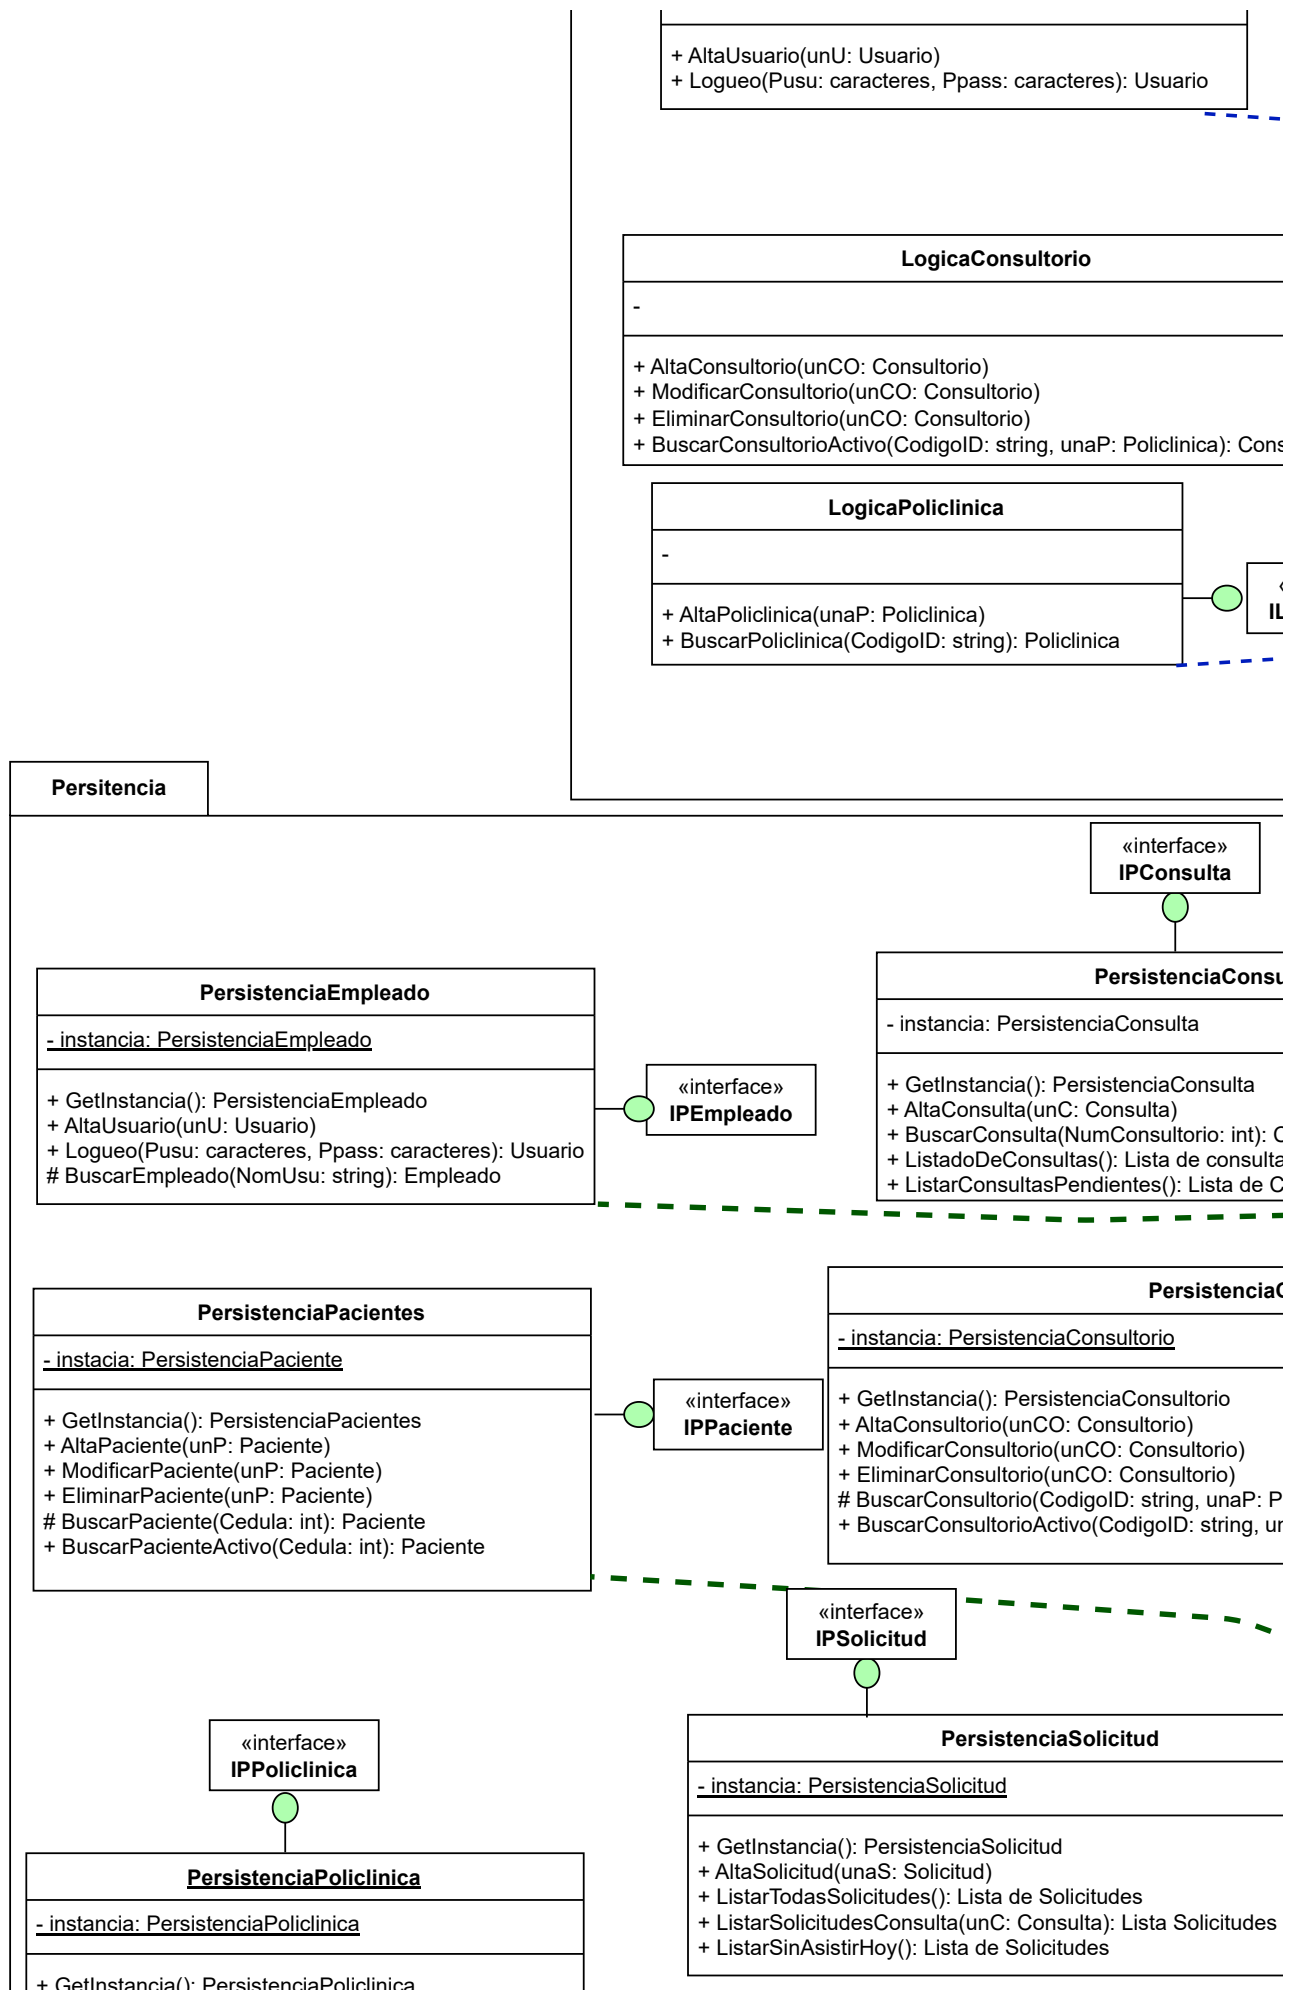 + AltaUsuario(unU: Usuario)
+ Logueo(Pusu: caracteres, Ppass: caracteres): Usuario
LogicaConsultorio
-
+ AltaConsultorio(unCO: Consultorio)
+ ModificarConsultorio(unCO: Consultorio)
+ EliminarConsultorio(unCO: Consultorio)
+ BuscarConsultorioActivo(CodigoID: string, unaP: Policlinica): Cons
LogicaPoliclinica
-
+ AltaPoliclinica(unaP: Policlinica)
+ BuscarPoliclinica(CodigoID: string): Policlinica
«
IL
Persitencia
«interface»
IPConsulta
PersistenciaEmpleado
- instancia: PersistenciaEmpleado
+ GetInstancia(): PersistenciaEmpleado
+ AltaUsuario(unU: Usuario)
+ Logueo(Pusu: caracteres, Ppass: caracteres): Usuario
# BuscarEmpleado(NomUsu: string): Empleado
«interface»
IPEmpleado
PersistenciaConsu
- instancia: PersistenciaConsulta
+ GetInstancia(): PersistenciaConsulta
+ AltaConsulta(unC: Consulta)
+ BuscarConsulta(NumConsultorio: int): C
+ ListadoDeConsultas(): Lista de consulta
+ ListarConsultasPendientes(): Lista de C
PersistenciaPacientes
- instacia: PersistenciaPaciente
+ GetInstancia(): PersistenciaPacientes
+ AltaPaciente(unP: Paciente)
+ ModificarPaciente(unP: Paciente)
+ EliminarPaciente(unP: Paciente)
# BuscarPaciente(Cedula: int): Paciente
+ BuscarPacienteActivo(Cedula: int): Paciente
«interface»
IPPaciente
PersistenciaC
- instancia: PersistenciaConsultorio
+ GetInstancia(): PersistenciaConsultorio
+ AltaConsultorio(unCO: Consultorio)
+ ModificarConsultorio(unCO: Consultorio)
+ EliminarConsultorio(unCO: Consultorio)
# BuscarConsultorio(CodigoID: string, unaP: P
+ BuscarConsultorioActivo(CodigoID: string, un
«interface»
IPSolicitud
«interface»
IPPoliclinica
PersistenciaSolicitud
- instancia: PersistenciaSolicitud
+ GetInstancia(): PersistenciaSolicitud
+ AltaSolicitud(unaS: Solicitud)
+ ListarTodasSolicitudes(): Lista de Solicitudes
+ ListarSolicitudesConsulta(unC: Consulta): Lista Solicitudes
+ ListarSinAsistirHoy(): Lista de Solicitudes
PersistenciaPoliclinica
- instancia: PersistenciaPoliclinica
+ GetInstancia(): PersistenciaPoliclinica